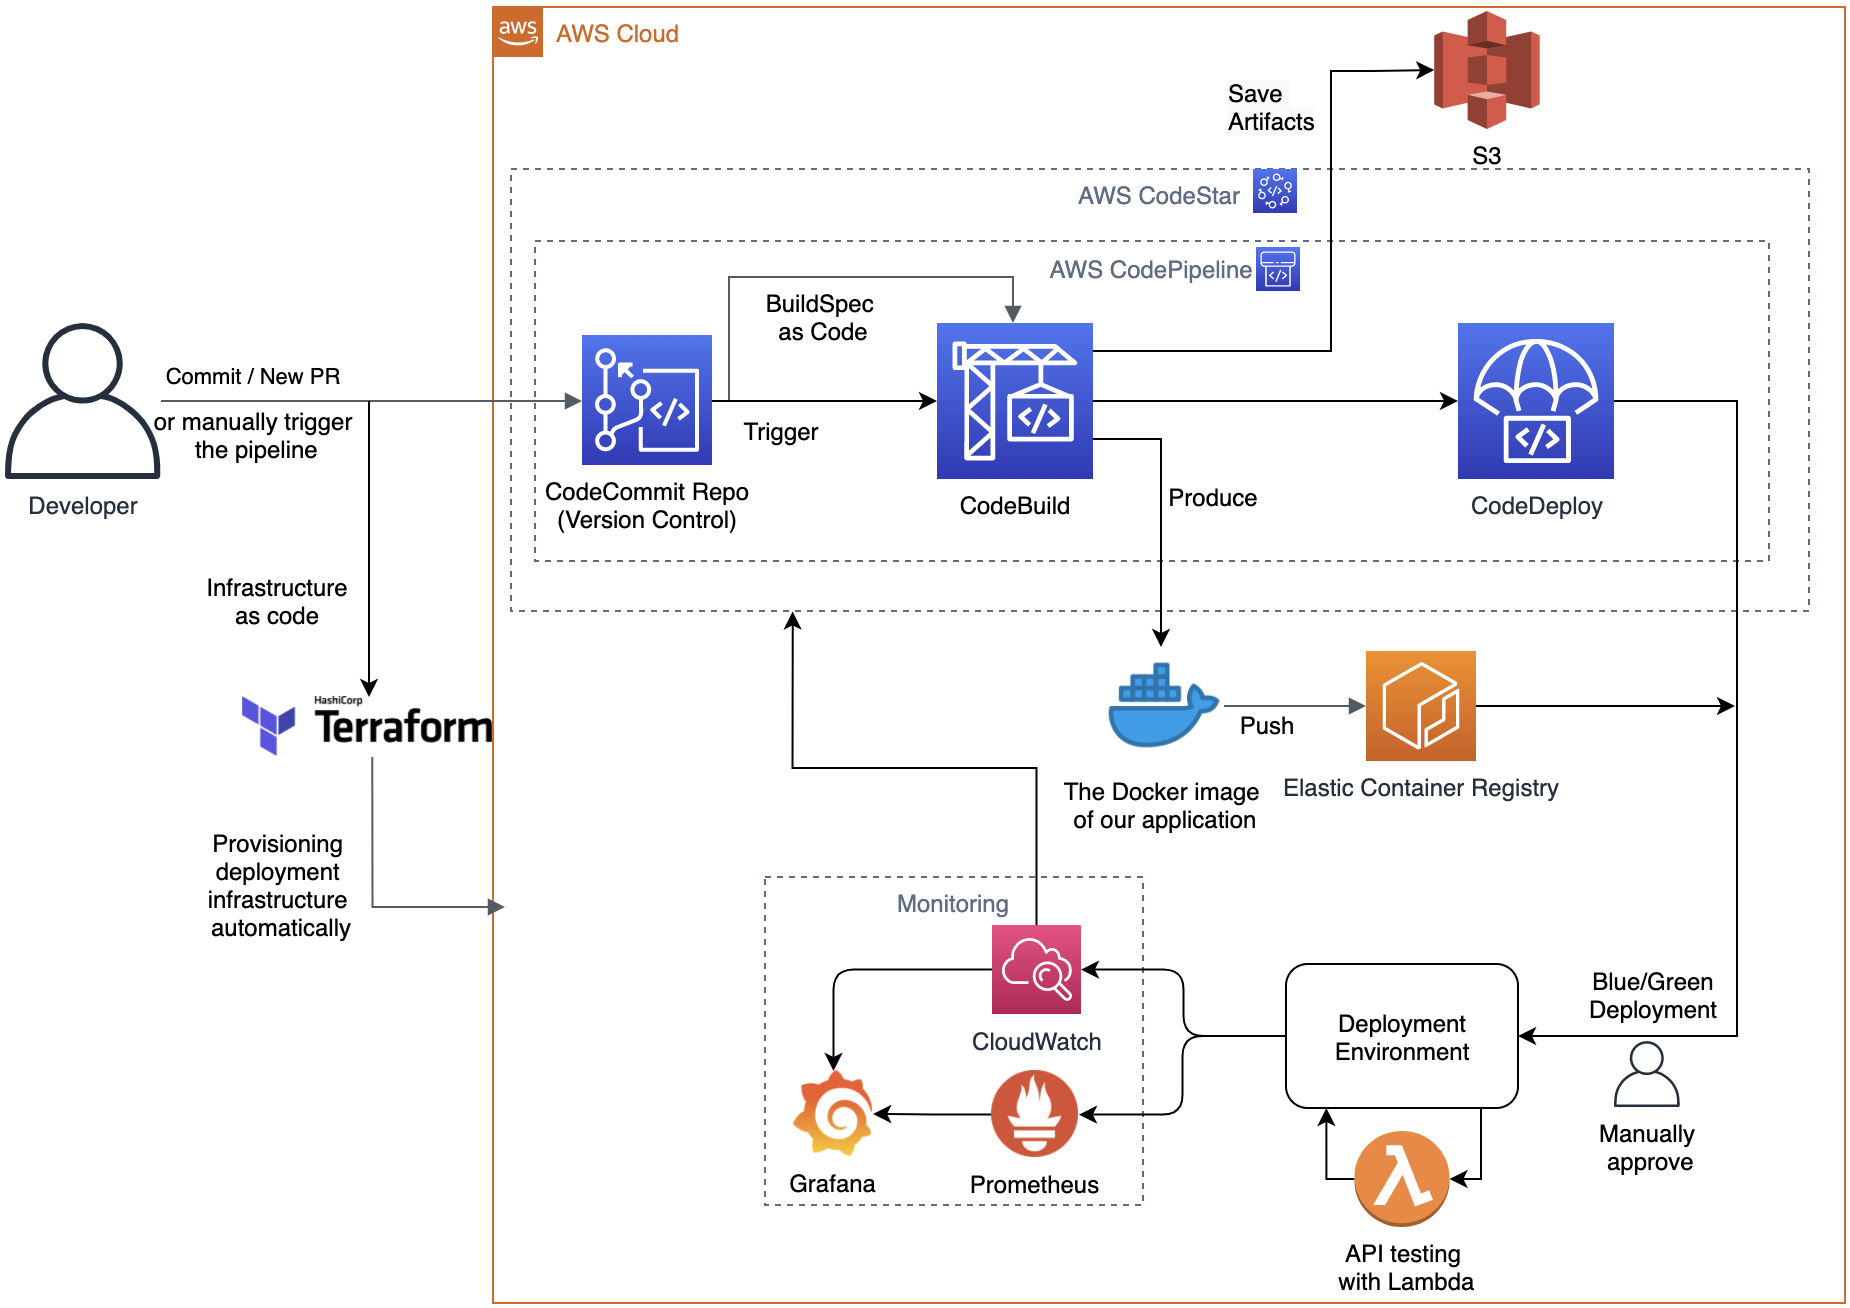 aws
AWS Cloud
Save
Artifacts
S3
AWS CodeStar
AWS CodePipeline
BuildSpec
as Code
Commit / New PR
or manually trigger
the pipeline
Trigger
Developer
CodeCommit Repo
(Version Control)
CodeBuild
Produce
CodeDeploy
Infrastructure
as code
HashiCorp
Terraform
Push
The Docker image
of our application
Elastic Container Registry
Provisioning
deployment
infrastructure
automatically
Monitoring
CloudWatch
Grafana
Prometheus
Deployment
Environment
Blue/Green
Deployment
Manually
approve
API testing
with Lambda